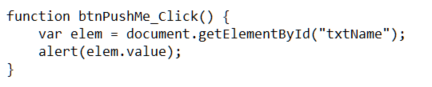 function btnPushMe_Click() {
    var elem = document.getElementById("txtName");
    alert(elem.value);
}